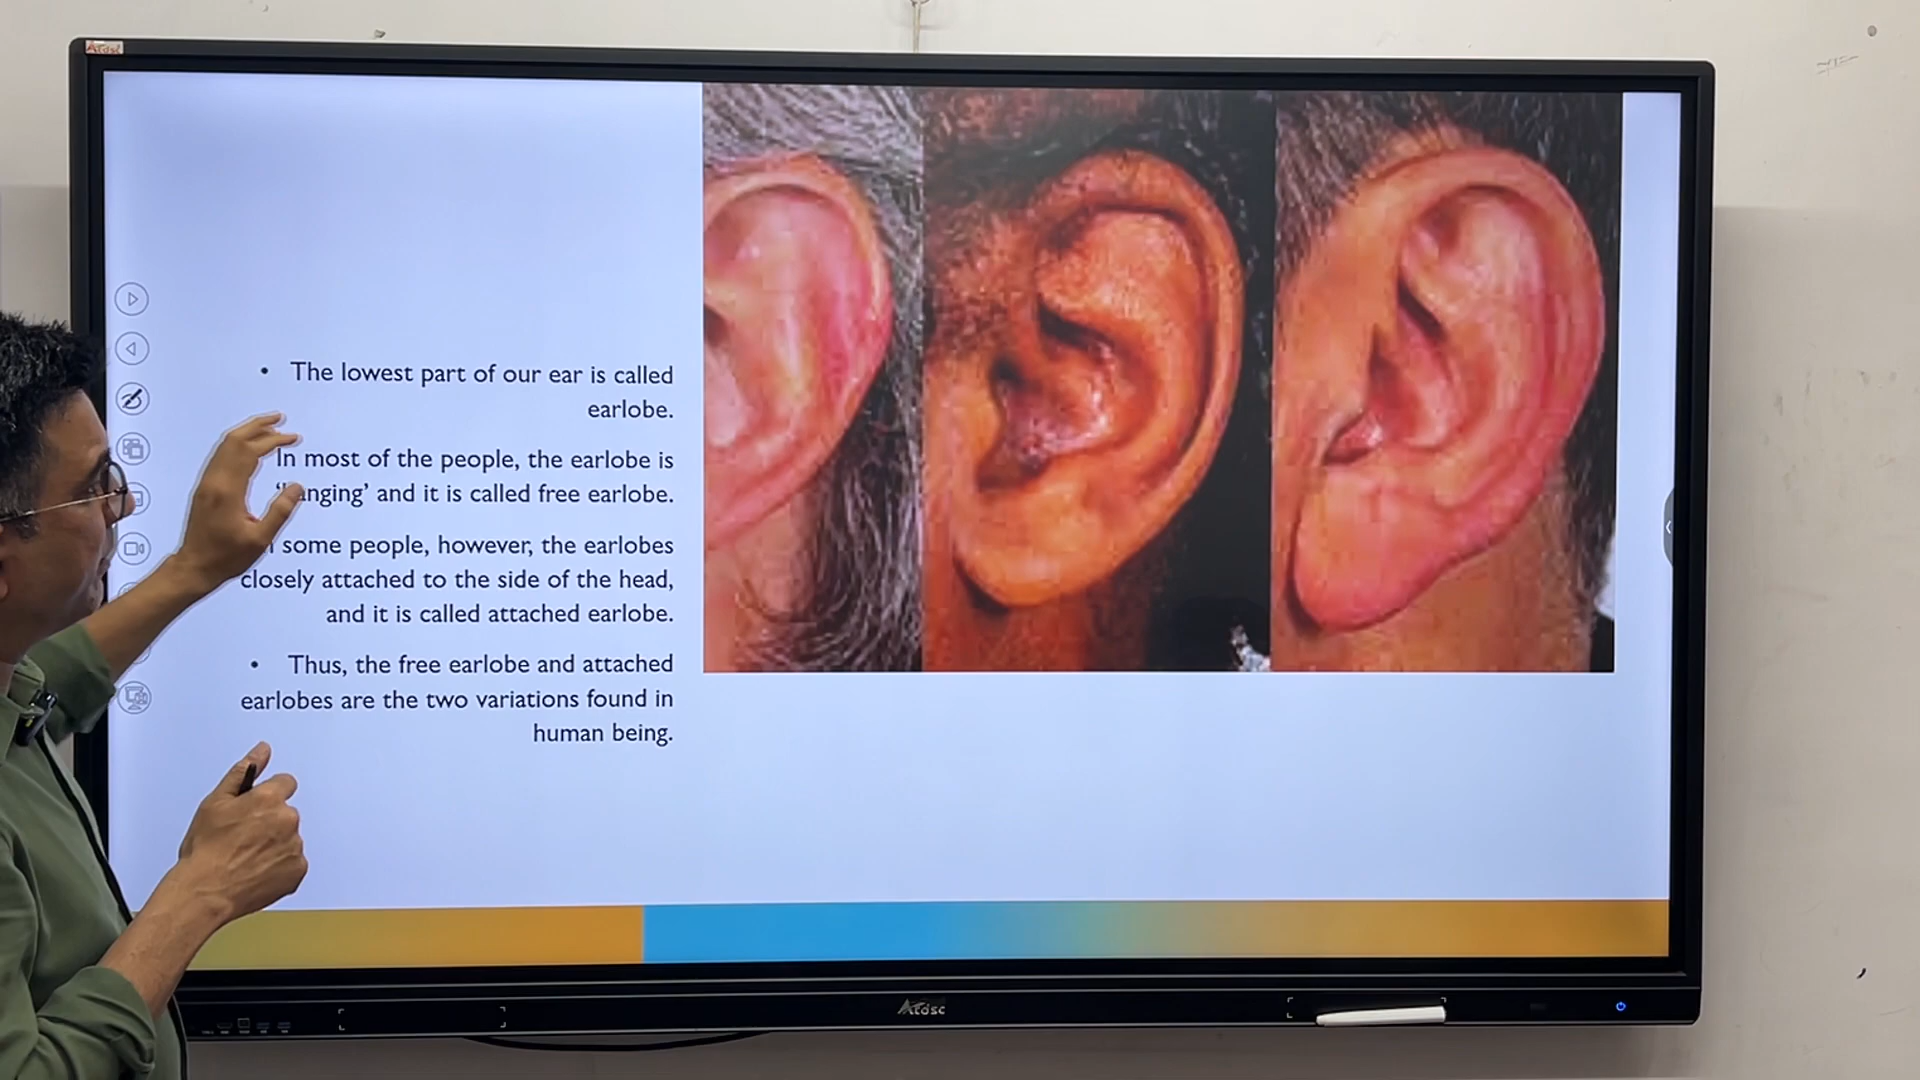 Atdsc
• The lowest part of our ear is called
earlobe.
In most of the people, the earlobe is
anging’ and it is called free earlobe.
some people, however, the earlobes
closely attached to the side of the head,
and it is called attached earlobe.
• Thus, the free earlobe and attached
earlobes are the two variations found in
human being.
Atdsc